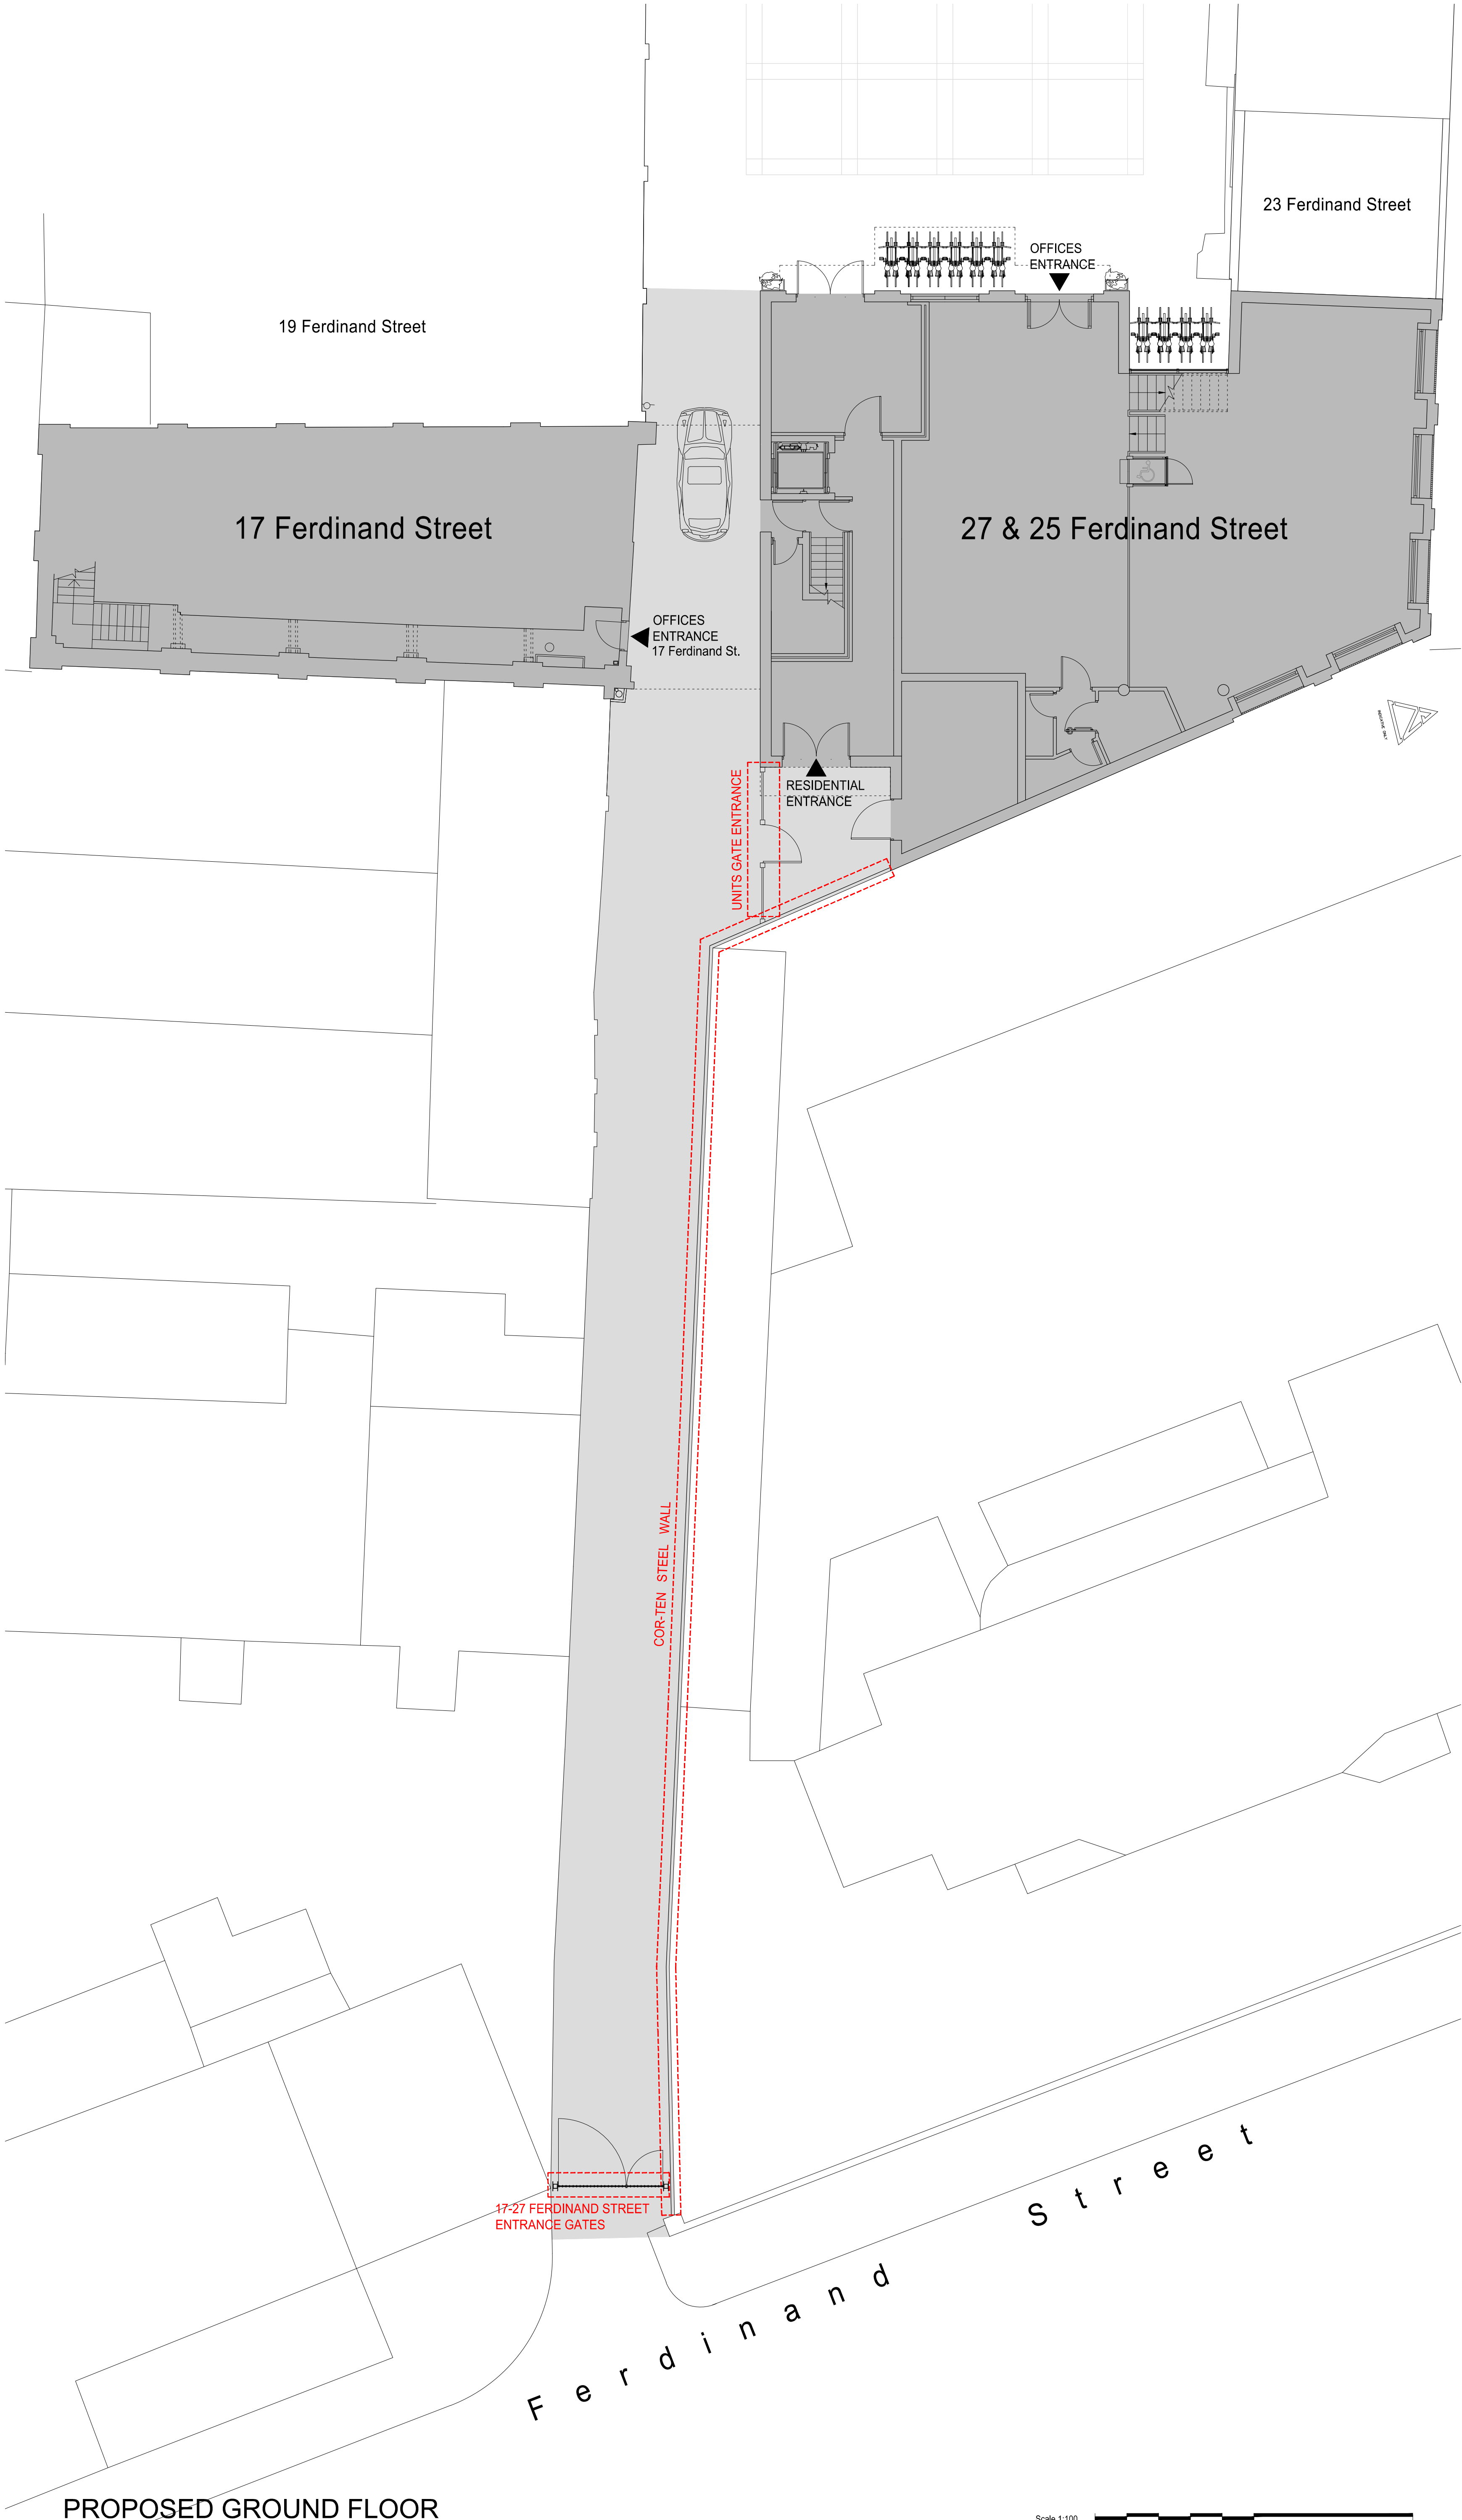 23 Ferdinand Street
OFFICES
ENTRANCE
19 Ferdinand Street
17 Ferdinand Street
27 & 25 Ferdinand Street
OFFICES
ENTRANCE
17 Ferdinand St.
INDICATIVE ONLY
UNITS GATE ENTRANCE
RESIDENTIAL
ENTRANCE
COR-TEN STEEL WALL
17-27 FERDINAND STREET
ENTRANCE GATES
Ferdinand Street
PROPOSED GROUND FLOOR
Scale 1:100